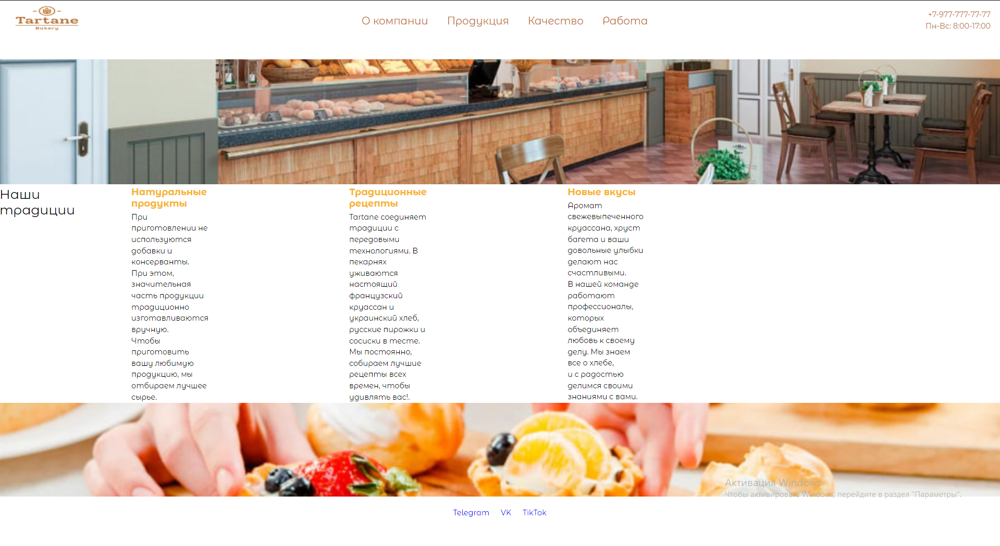 Tartane
Bakery
О компании Продукция Качество Работа
+7-977-777-77-77
Пн-Вс: 8:00-17:00
Наши
традиции
Натуральные
продукты
При
приготовлении не
используются
добавки и
консерванты.
При этом,
значительная
часть продукции
традиционно
изготавливаются
вручную.
Чтобы
приготовить
вашу любимую
продукцию, мы
отбираем лучшее
сырье.
Традиционные
рецепты
Tartane соединяет
традиции с
передовыми
технологиями. В
пекарнях
уживаются
настоящий
французский
круассан и
украинский хлеб,
русские пирожки и
сосиски в тесте.
Мы постоянно,
собираем лучшие
рецепты всех
времен, чтобы
удивлять вас!.
Новые вкусы
Аромат
свежевыпеченного
круассана, хруст
багета и ваши
довольные улыбки
делают нас
счастливыми.
В нашей команде
работают
профессионалы,
которых
объединяет
любовь к своему
делу. Мы знаем
все о хлебе,
и с радостью
делимся своими
знаниями с вами.
Активация Windows
Чтобы активировать Windows, перейдите в раздел "Параметры".
Telegram VK TikTok